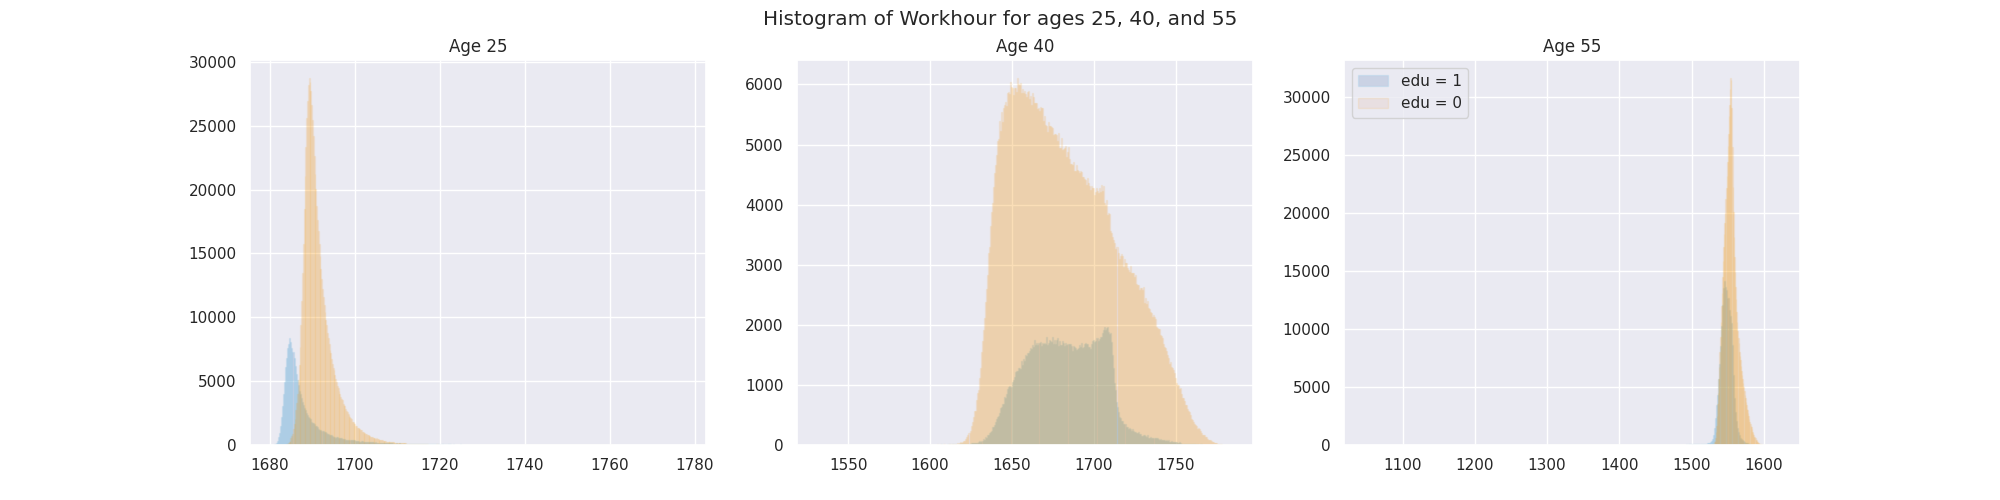 Histogram of Workhour for ages 25, 40, and 55
Age 25
30000
25000
20000
15000
10000
5000
0
1680 1700 1720 1740 1760 1780
Age 40
6000
5000
4000
3000
2000
1000
0
1550 1600 1650 1700 1750
Age 55
edu = 1
edu = 0
30000
25000
20000
15000
10000
5000
0
1100 1200 1300 1400 1500 1600